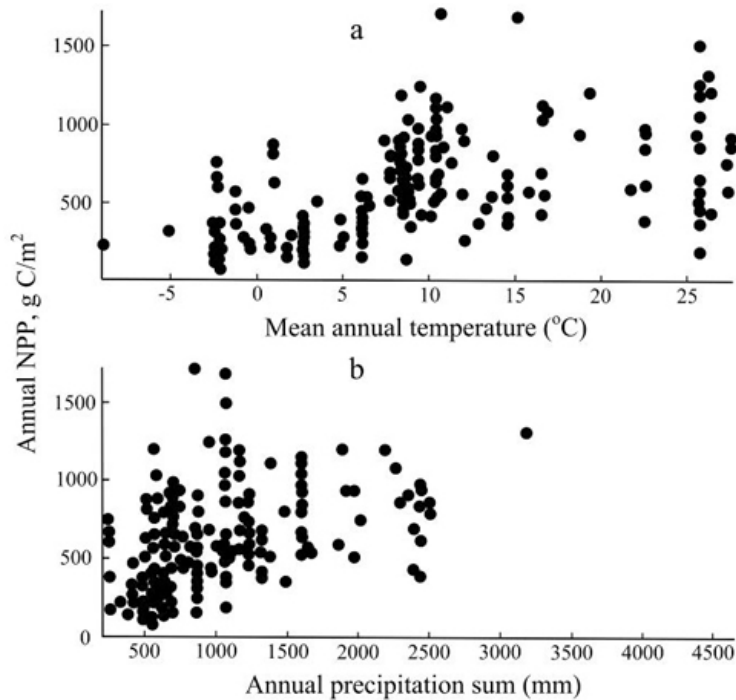 a
1500
1000
500
-5 0 5 10 15 20 25
Mean annual temperature (°C)
Annual NPP, g C/m²
b
1500
1000
500
0
500 1000 1500 2000 2500 3000 3500 4000 4500
Annual precipitation sum (mm)